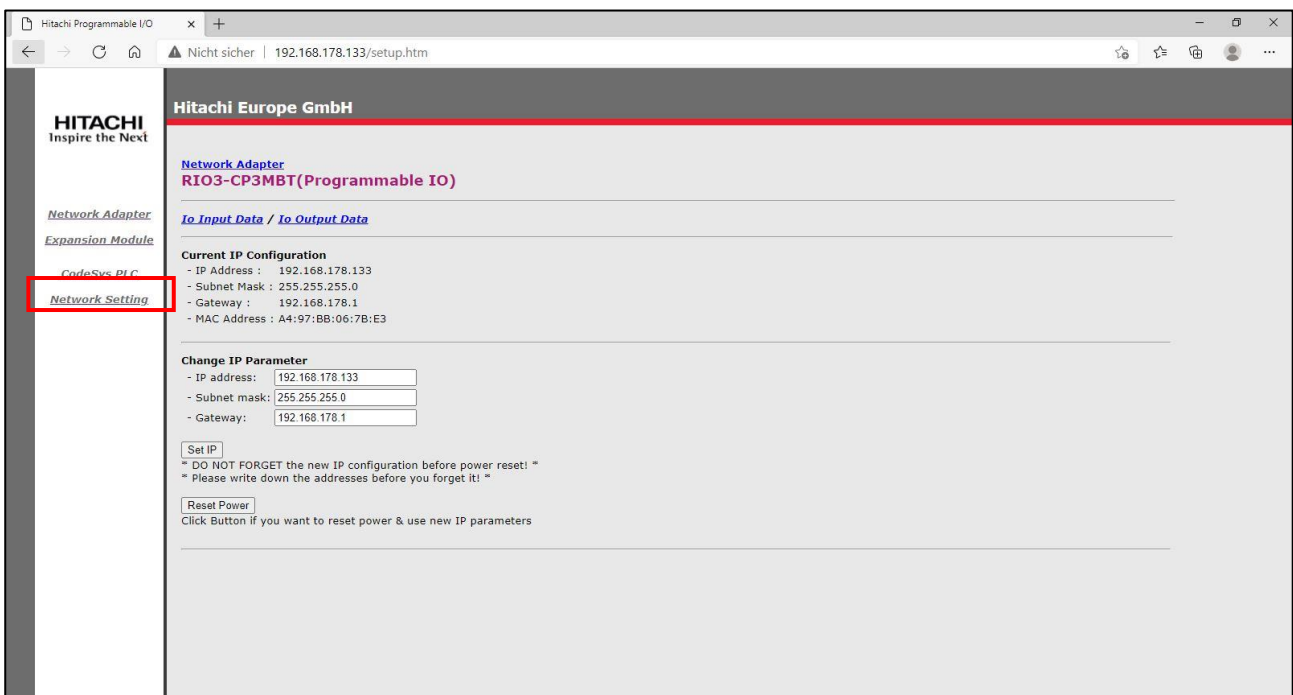 Hitachi Programmable I/O
Nicht sicher | 192.168.178.133/setup.htm
HITACHI
Inspire the Next
Hitachi Europe GmbH
Network Adapter
Expansion Module
CodeSys PLC
Network Setting
Network Adapter
RIO3-CP3MBT(Programmable IO)
Io Input Data / Io Output Data
Current IP Configuration
- IP Address : 192.168.178.133
- Subnet Mask : 255.255.255.0
- Gateway : 192.168.178.1
- MAC Address : A4:97:BB:06:7B:E3
Change IP Parameter
- IP address: 192.168.178.133
- Subnet mask: 255.255.255.0
- Gateway: 192.168.178.1
Set IP
* DO NOT FORGET the new IP configuration before power reset! *
* Please write down the addresses before you forget it! *
Reset Power
Click Button if you want to reset power & use new IP parameters